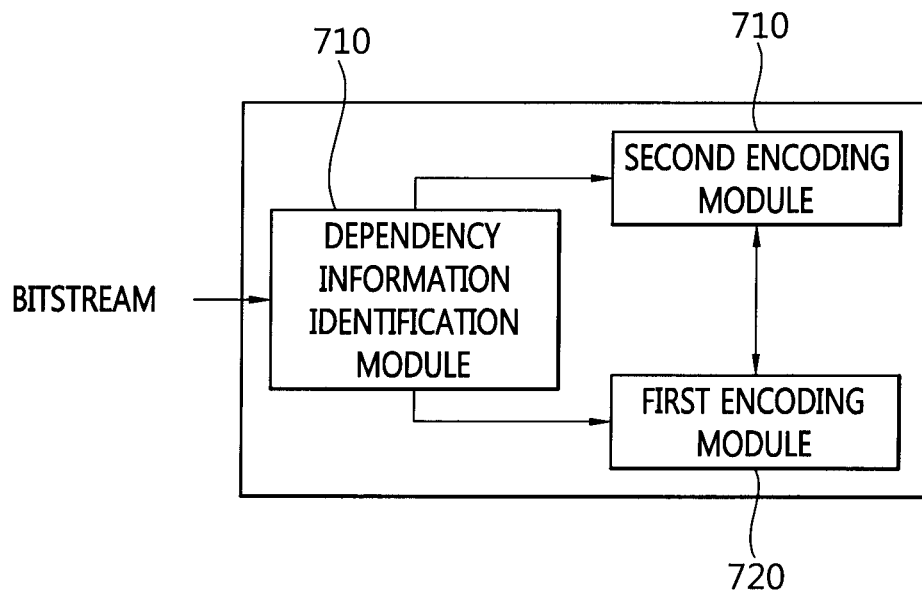 710
710
SECOND ENCODING
MODULE
DEPENDENCY
INFORMATION
IDENTIFICATION
MODULE
BITSTREAM
FIRST ENCODING
MODULE
720